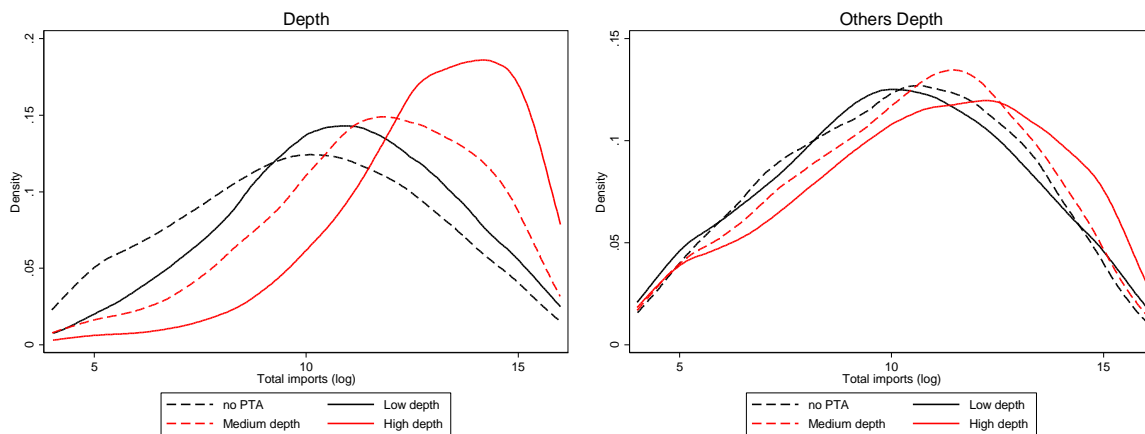 Depth
.2
.15
.1
.05
0
Density
5 10 15
Total imports (log)
no PTA Low depth
Medium depth High depth
Others Depth
.15
.1
.05
0
Density
5 10 15
Total imports (log)
no PTA Low depth
Medium depth High depth